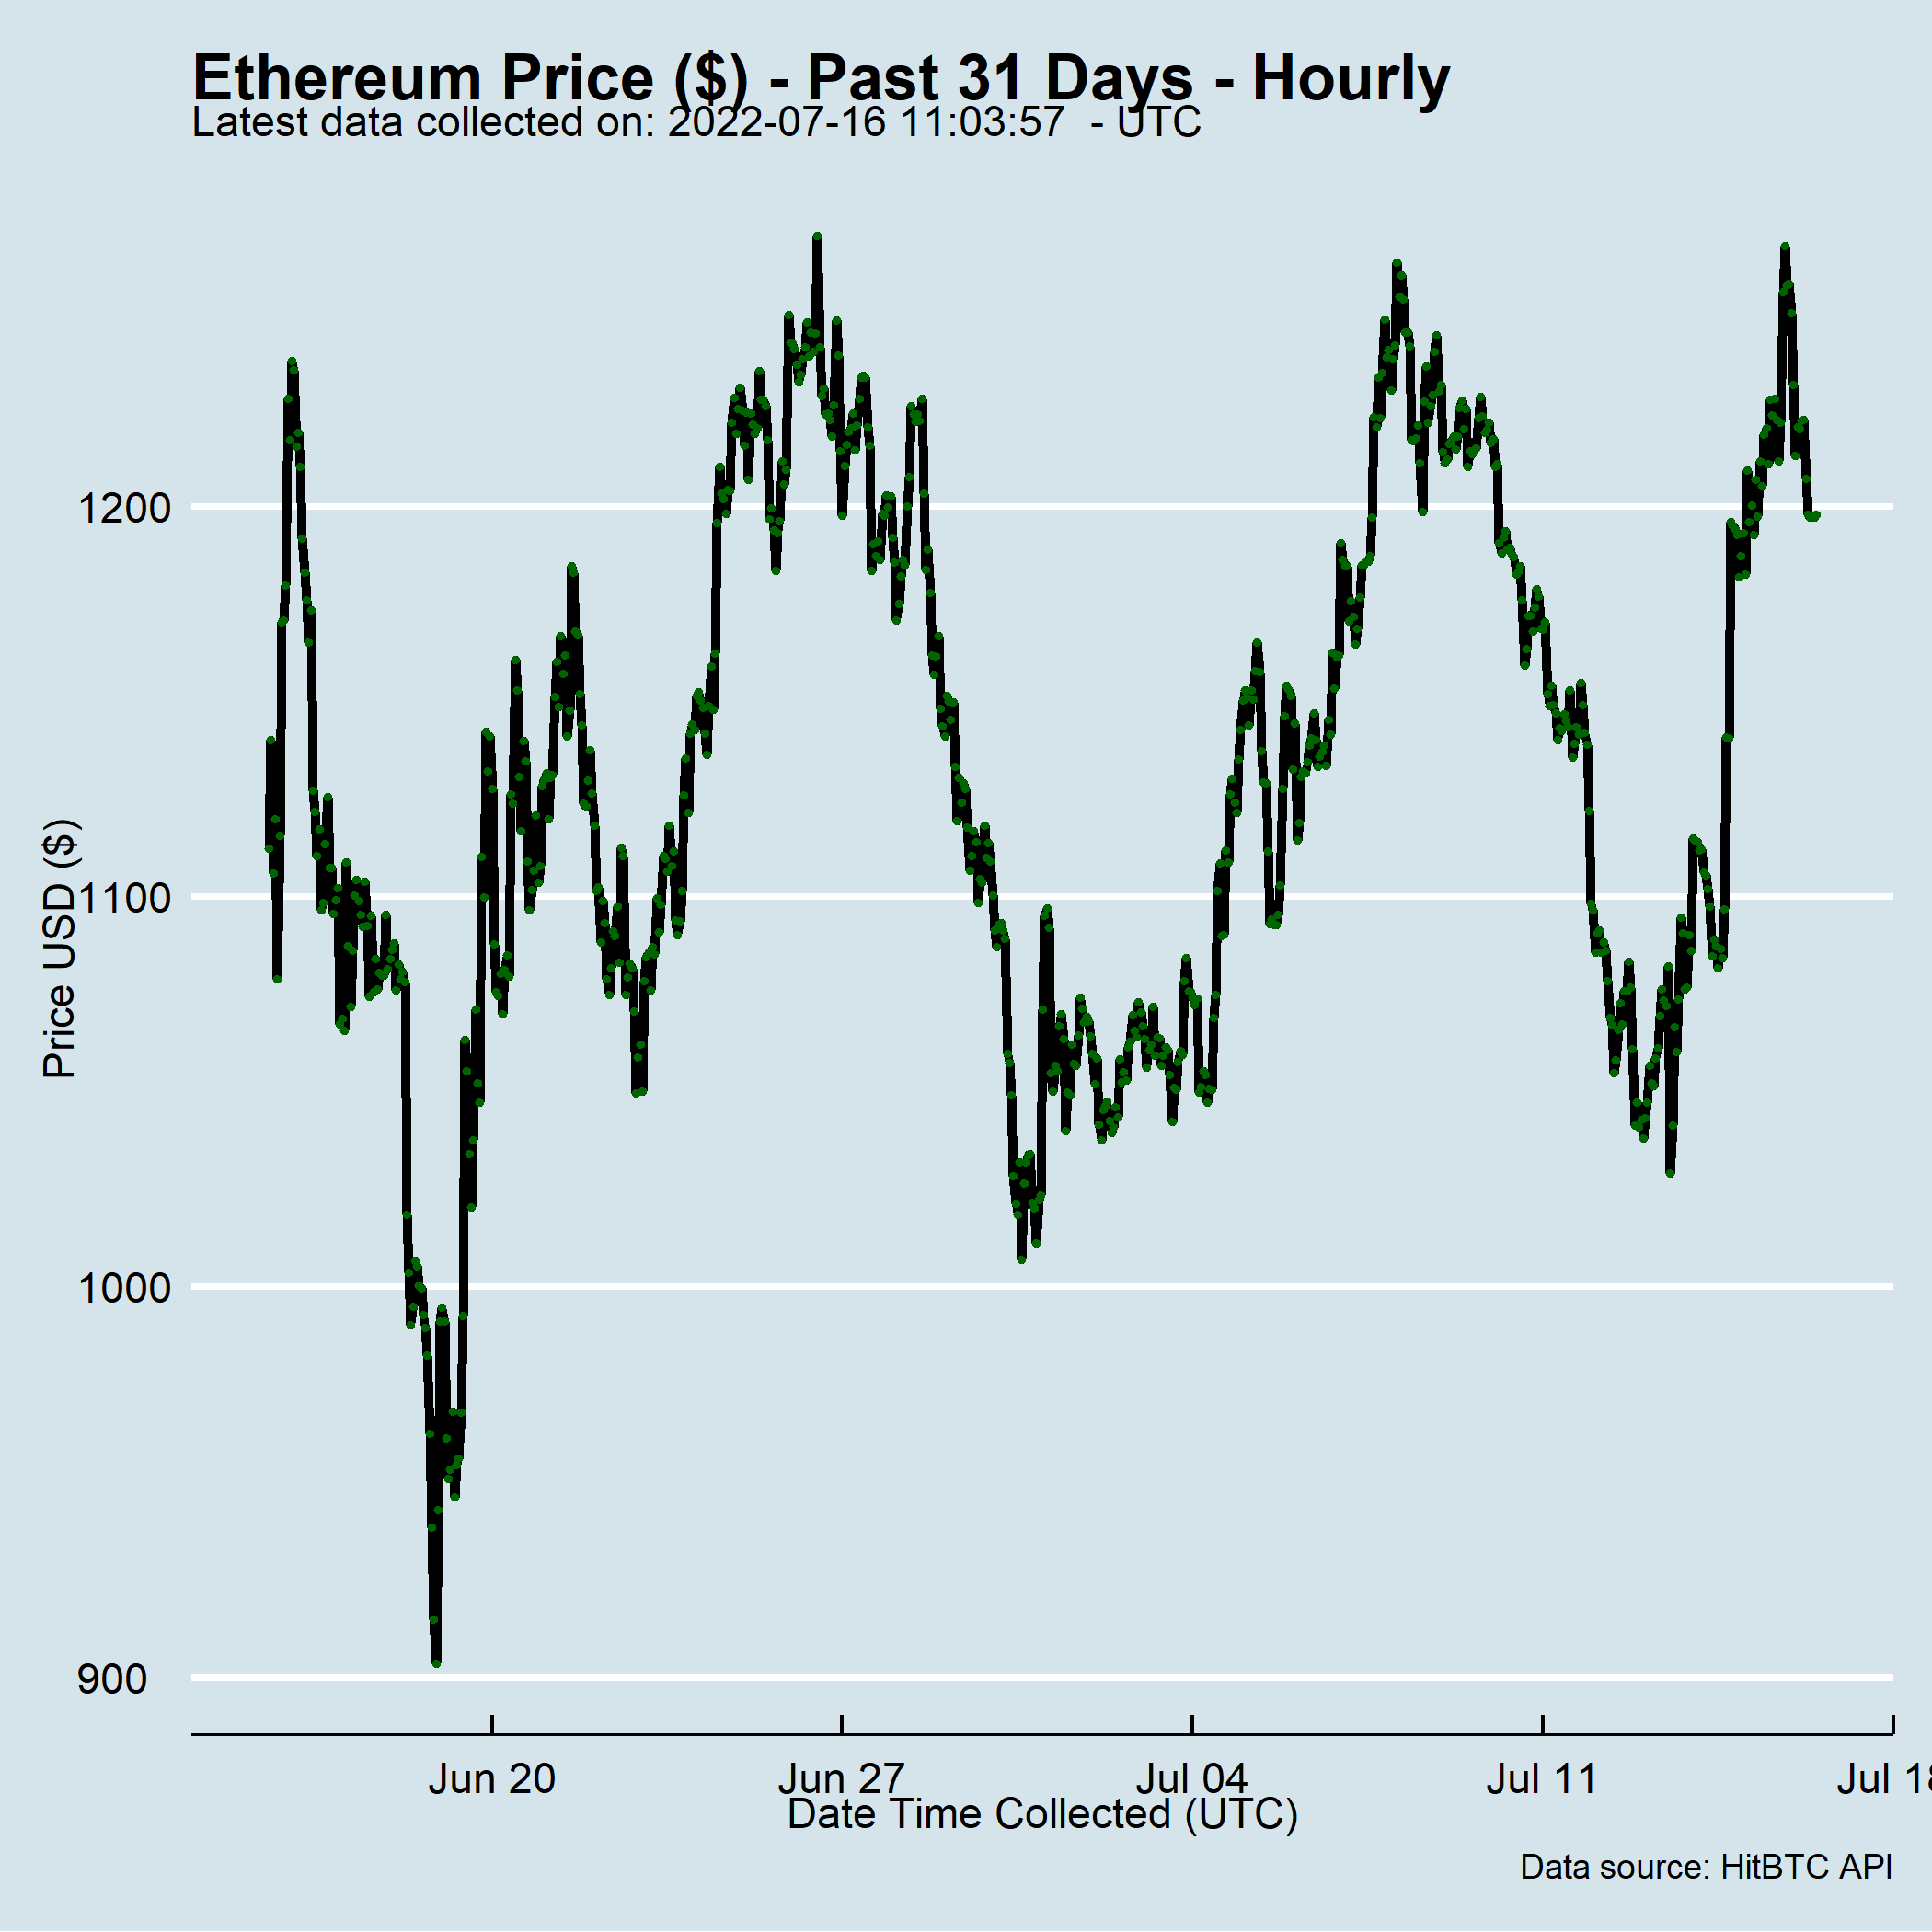 Ethereum Price ($) - Past 31 Days - Hourly
Latest data collected on: 2022-07-16 11:03:57  - UTC
Price USD ($)
1200
1100
1000
900
Jun 20 Jun 27 Jul 04 Jul 11 Jul 18
Date Time Collected (UTC)
Data source: HitBTC API